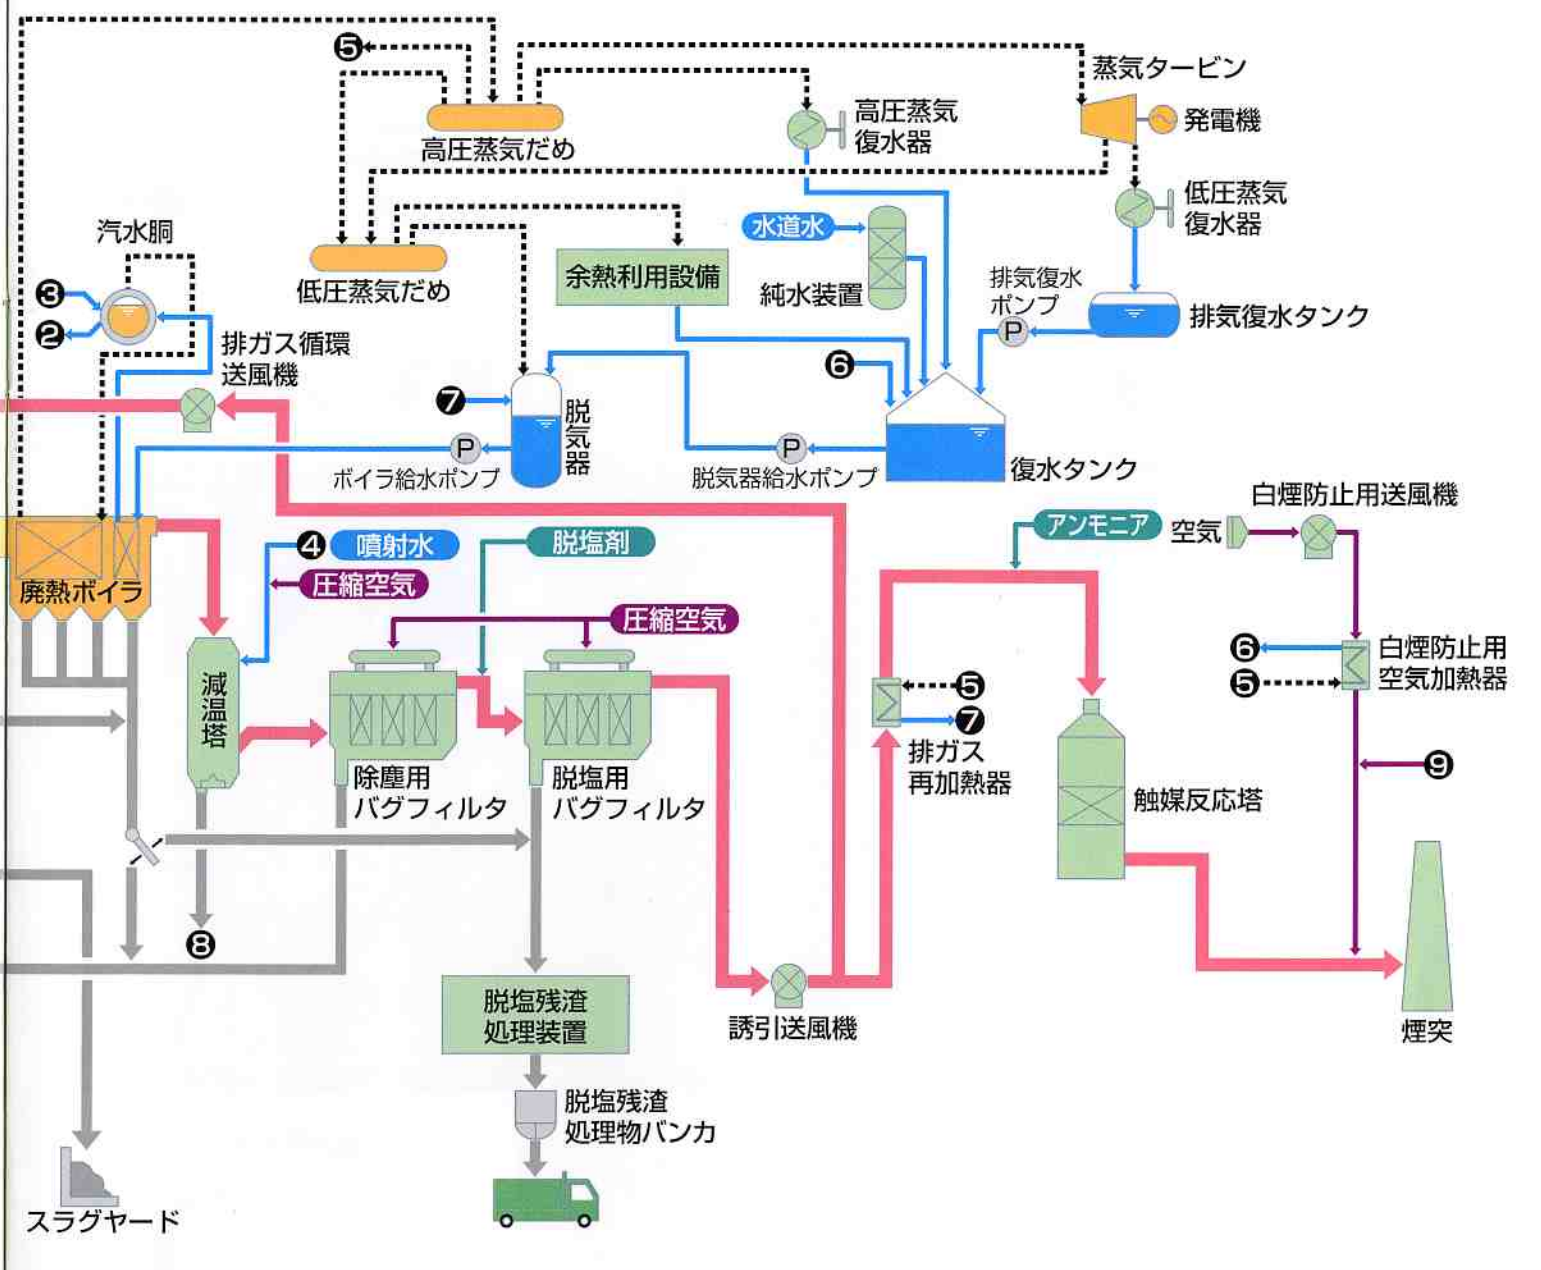 ❺
蒸気タービン
高圧蒸気
復水器
発電機
高圧蒸気だめ
低圧蒸気
復水器
汽水胴
水道水
余熱利用設備
純水装置
排気復水
ポンプ
低圧蒸気だめ
❸
❷
P
排気復水タンク
排ガス循環
送風機
❻
❼
脱気器
P
ボイラ給水ポンプ
P
脱気器給水ポンプ
復水タンク
白煙防止用送風機
アンモニア
空気
❹
噴射水
脱塩剤
圧縮空気
廃熱ボイラ
圧縮空気
減温塔
❻
❺
白煙防止用
空気加熱器
❺
❼
排ガス
再加熱器
❾
除塵用
バグフィルタ
脱塩用
バグフィルタ
触媒反応塔
❽
脱塩残渣
処理装置
誘引送風機
煙突
脱塩残渣
処理物バンカ
スラグヤード